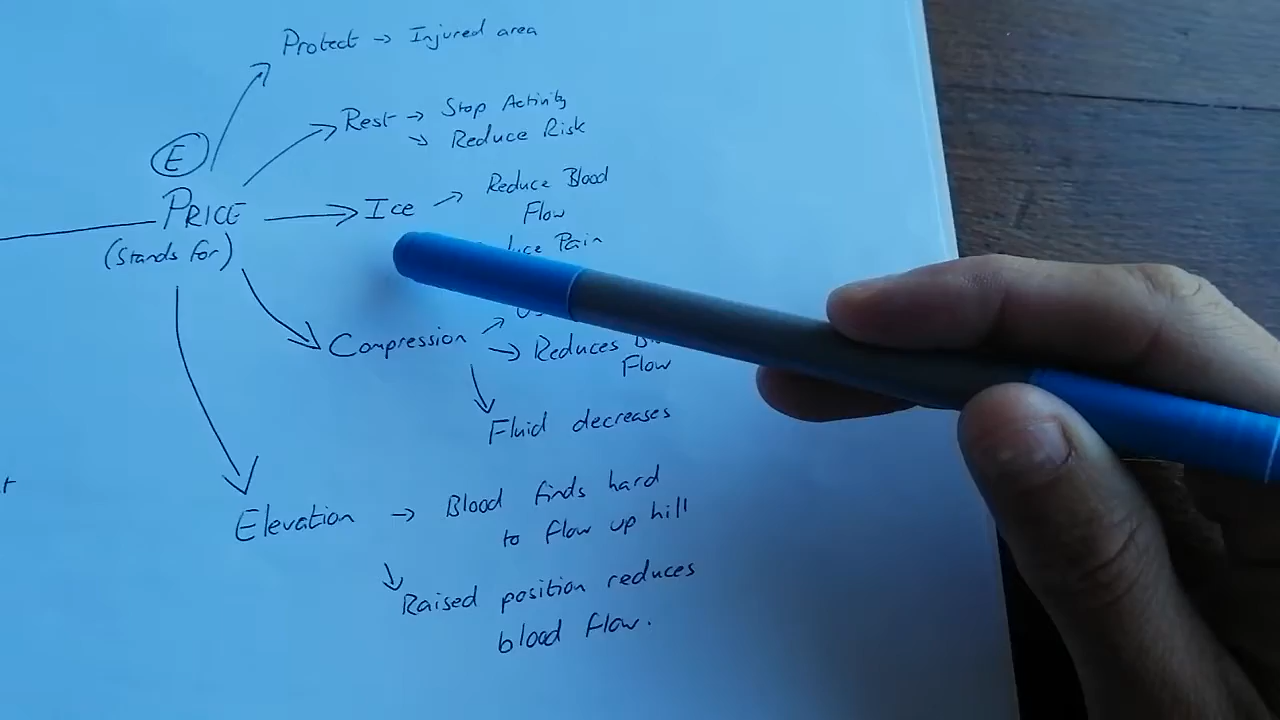 Protect → Injured area
Rest → Stop Activity
↘ Reduce Risk
E
PRICE
(Stands for)
Ice ↗ Reduce Blood
Flow
Pain
Compression
→ Reduces
Flow
Fluid decreases
Elevation → Blood finds hard
to flow up hill
Raised position reduces
blood flow.